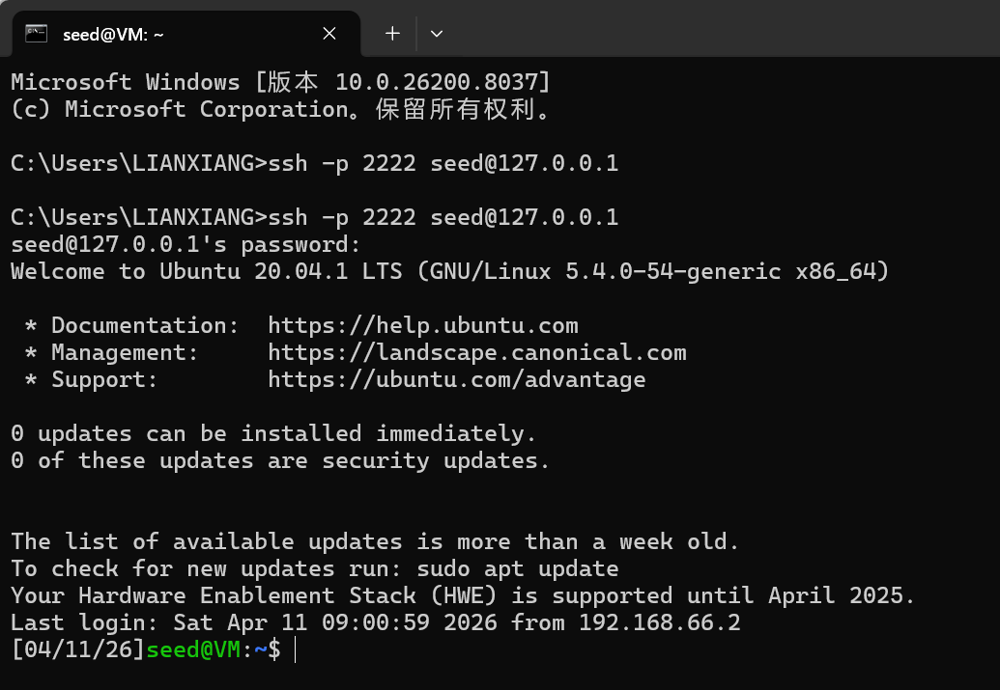 seed@VM: ~
Microsoft Windows [版本 10.0.26200.8037]
(c) Microsoft Corporation。保留所有权利。
C:\Users\LIANXIANG>ssh -p 2222 seed@127.0.0.1
C:\Users\LIANXIANG>ssh -p 2222 seed@127.0.0.1
seed@127.0.0.1's password:
Welcome to Ubuntu 20.04.1 LTS (GNU/Linux 5.4.0-54-generic x86_64)
* Documentation:  https://help.ubuntu.com
* Management:     https://landscape.canonical.com
* Support:        https://ubuntu.com/advantage
0 updates can be installed immediately.
0 of these updates are security updates.
The list of available updates is more than a week old.
To check for new updates run: sudo apt update
Your Hardware Enablement Stack (HWE) is supported until April 2025.
Last login: Sat Apr 11 09:00:59 2026 from 192.168.66.2
[04/11/26]seed@VM:~$